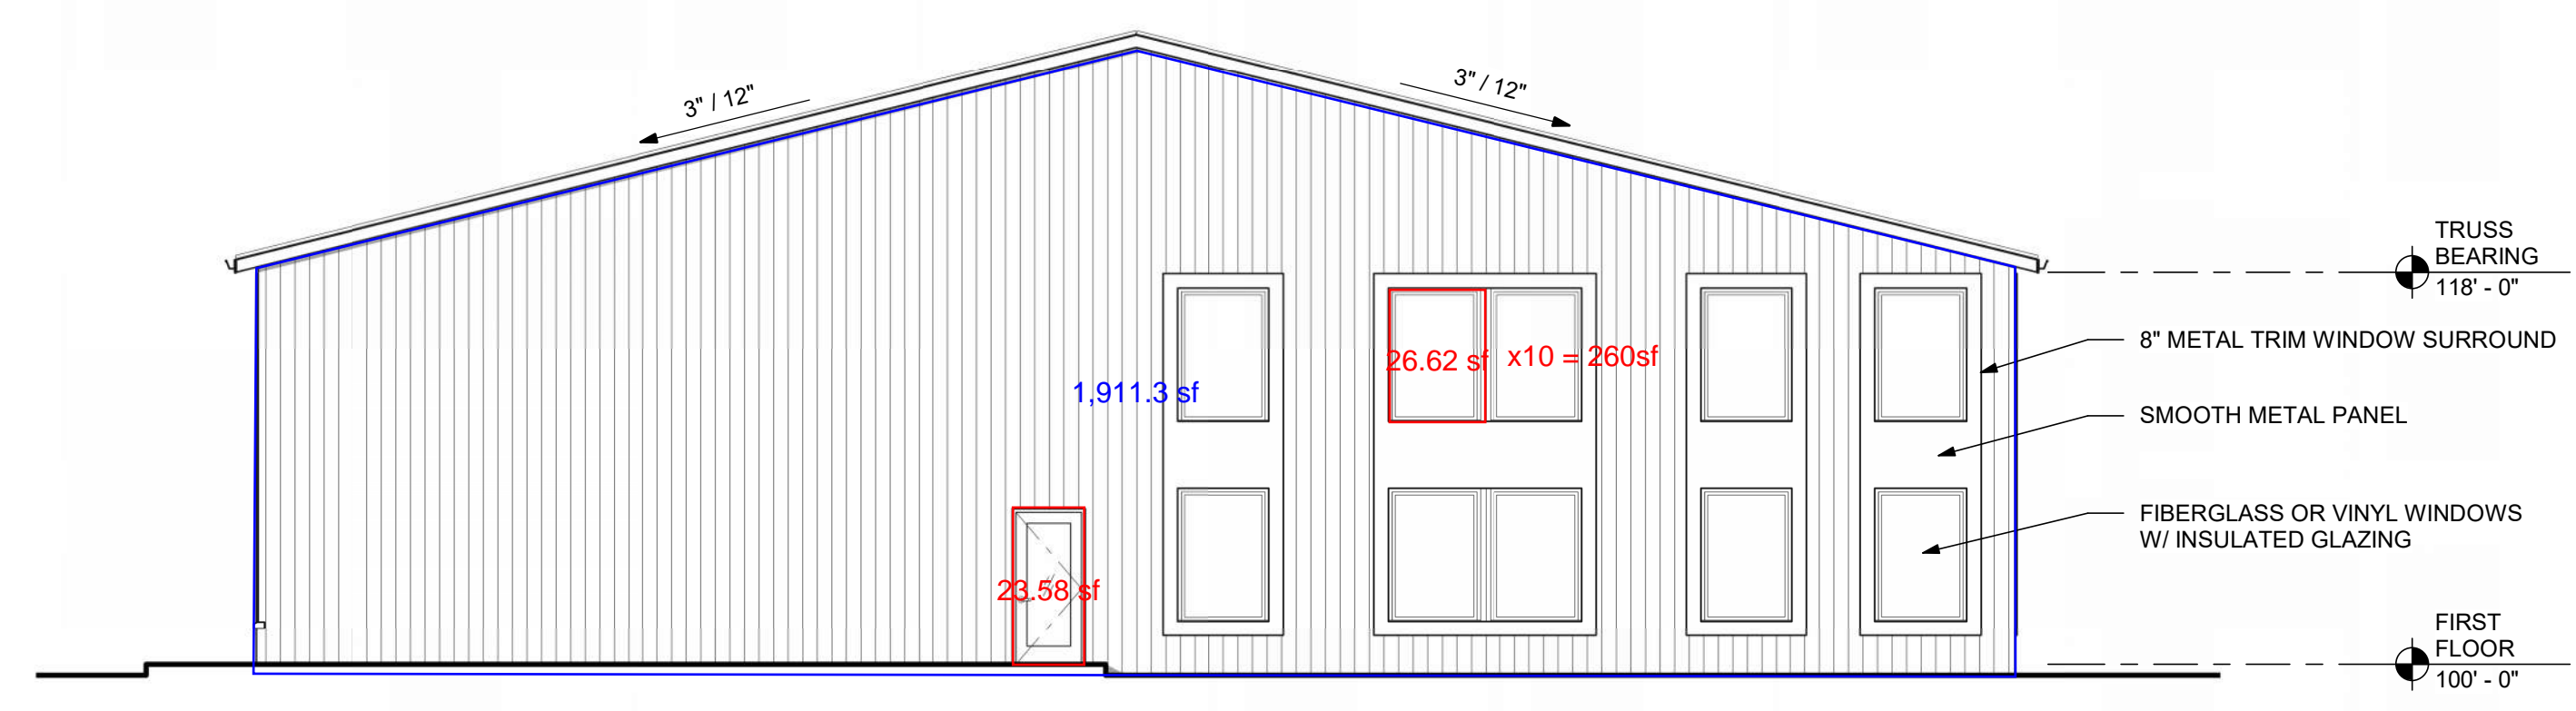 3" / 12"
3" / 12"
TRUSS
BEARING
118' - 0"
8" METAL TRIM WINDOW SURROUND
26.62 sf
x10 = 260sf
1,911.3 sf
SMOOTH METAL PANEL
FIBERGLASS OR VINYL WINDOWS
W/ INSULATED GLAZING
23.58 sf
FIRST
FLOOR
100' - 0"